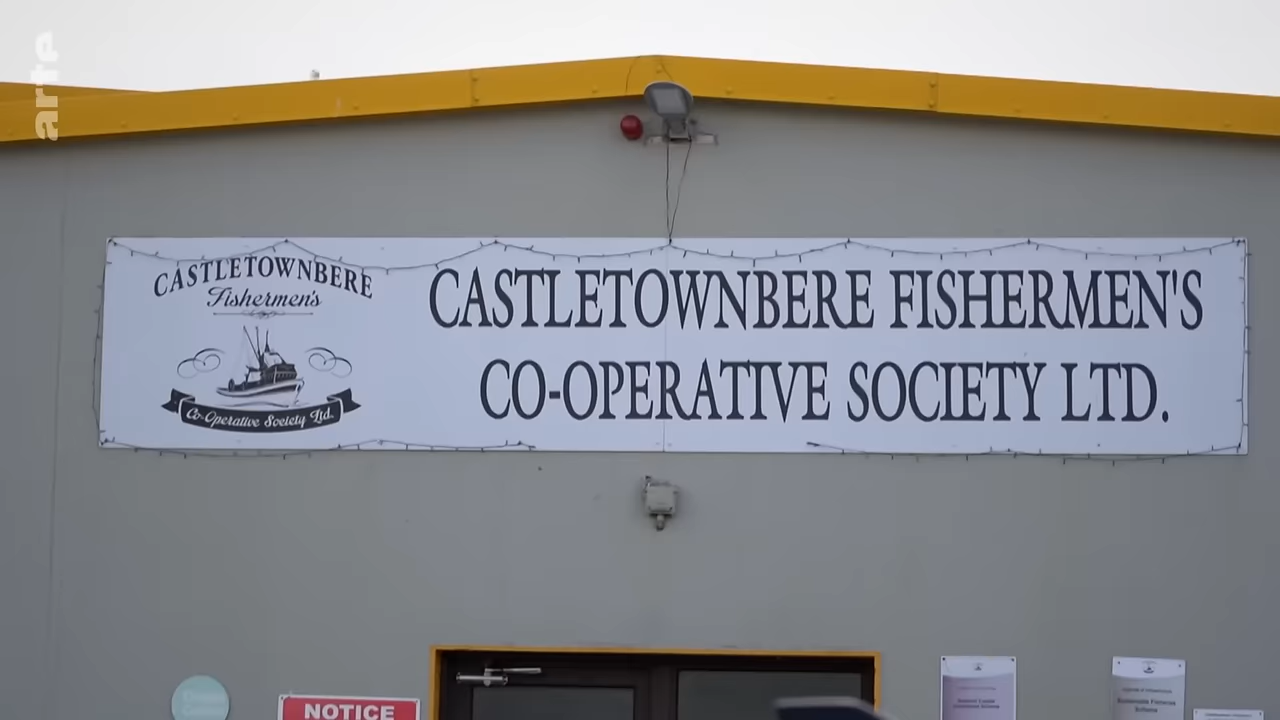 arte
CASTLETOWNBERE
Fishermen's
Co-Operative Society Ltd.
CASTLETOWNBERE FISHERMEN'S
CO-OPERATIVE SOCIETY LTD.
NOTICE